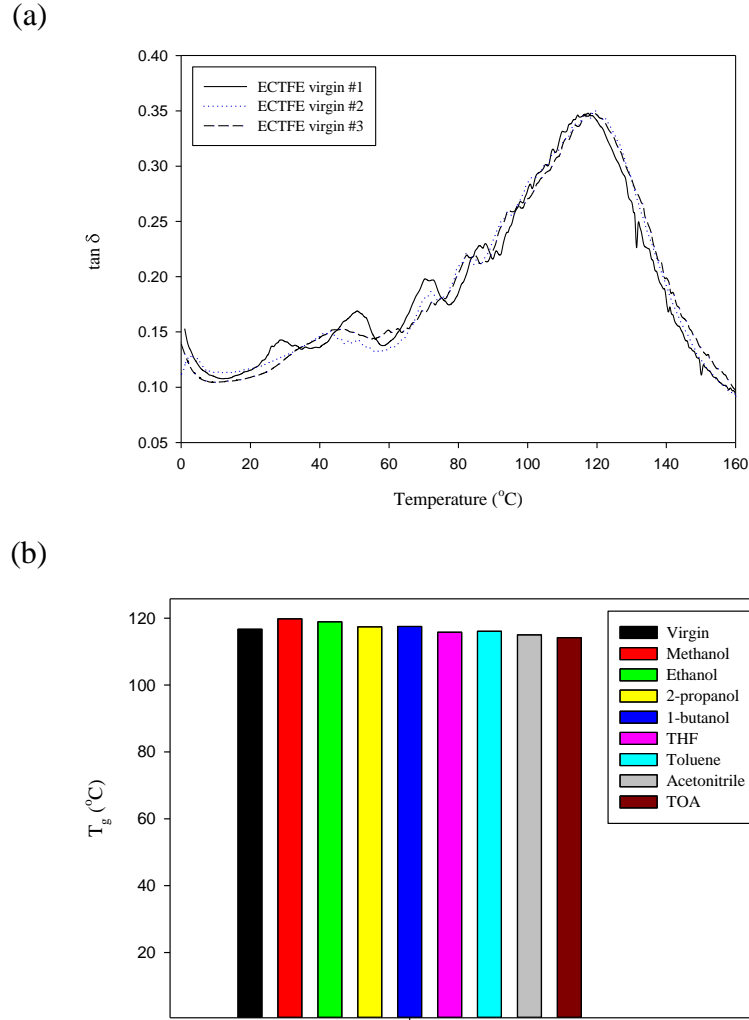 (a)
0.40
ECTFE virgin #1
0.35
ECTFE virgin #2
ECTFE virgin #3
0.30
0.25
tan δ
0.20
0.15
0.10
0.05
0 20 40 60 80 100 120 140 160
Temperature (°C)
(b)
120
Virgin
Methanol
100
Ethanol
2-propanol
1-butanol
80
THF
Toluene
Acetonitrile
TOA
Tg (°C)
60
40
20